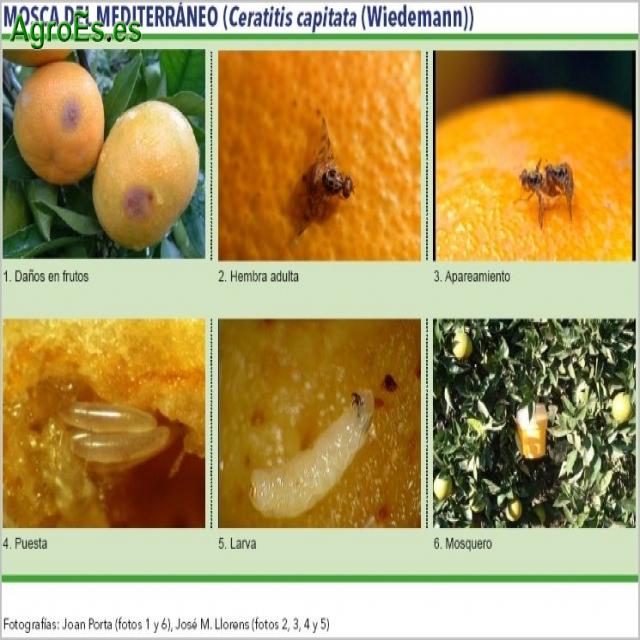 MOSCA DEL MEDITERRÁNEO (Ceratitis capitata (Wiedemann))
AgroEs.es
1. Daños en frutos
2. Hembra adulta
3. Apareamiento
4. Puesta
5. Larva
6. Mosquero
Fotografías: Joan Porta (fotos 1 y 6), José M. Llorens (fotos 2, 3, 4 y 5)